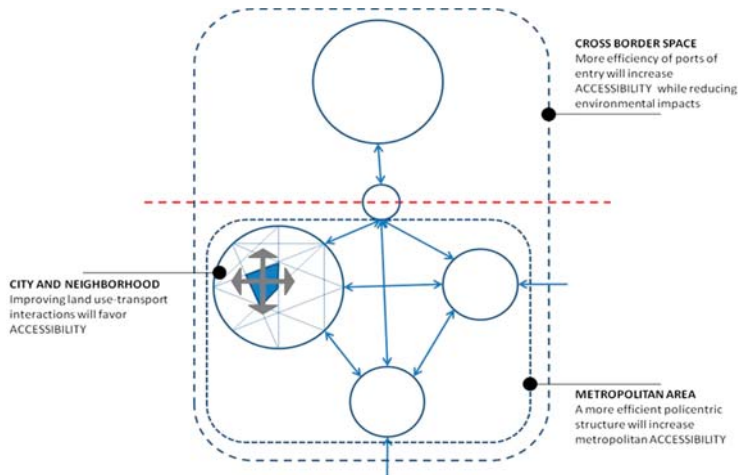 CROSS BORDER SPACE
More efficiency of ports of
entry will increase
ACCESSIBILITY while reducing
environmental impacts
CITY AND NEIGHBORHOOD
Improving land use-transport
interactions will favor
ACCESSIBILITY
METROPOLITAN AREA
A more efficient policentric
structure will increase
metropolitan ACCESSIBILITY